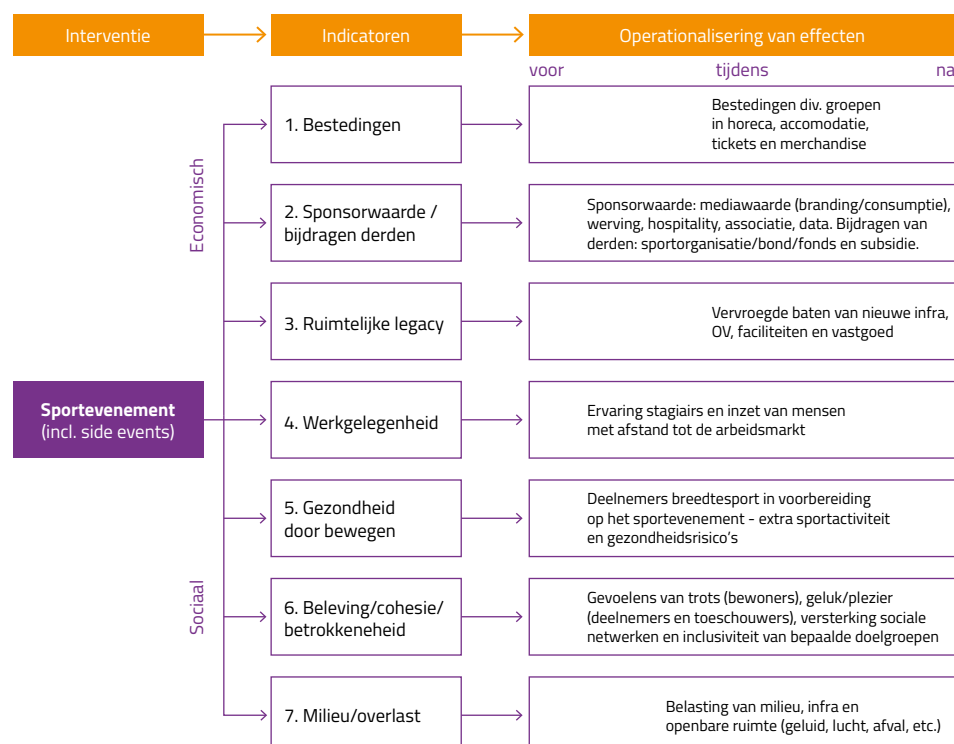 Interventie
Indicatoren
Operationalisering van effecten
voor
tijdens
na
Economisch
Sociaal
Sportevenement
(incl. side events)
1. Bestedingen
Bestedingen div. groepen
in horeca, accomodatie,
tickets en merchandise
2. Sponsorwaarde /
bijdragen derden
Sponsorwaarde: mediawaarde (branding/consumptie),
werving, hospitality, associatie, data. Bijdragen van
derden: sportorganisatie/bond/fonds en subsidie.
3. Ruimtelijke legacy
Vervroegde baten van nieuwe infra,
OV, faciliteiten en vastgoed
4. Werkgelegenheid
Ervaring stagiairs en inzet van mensen
met afstand tot de arbeidsmarkt
5. Gezondheid
door bewegen
Deelnemers breedtesport in voorbereiding
op het sportevenement - extra sportactiviteit
en gezondheidsrisico’s
6. Beleving/cohesie/
betrokkeneheid
Gevoelens van trots (bewoners), geluk/plezier
(deelnemers en toeschouwers), versterking sociale
netwerken en inclusiviteit van bepaalde doelgroepen
7. Milieu/overlast
Belasting van milieu, infra en
openbare ruimte (geluid, lucht, afval, etc.)